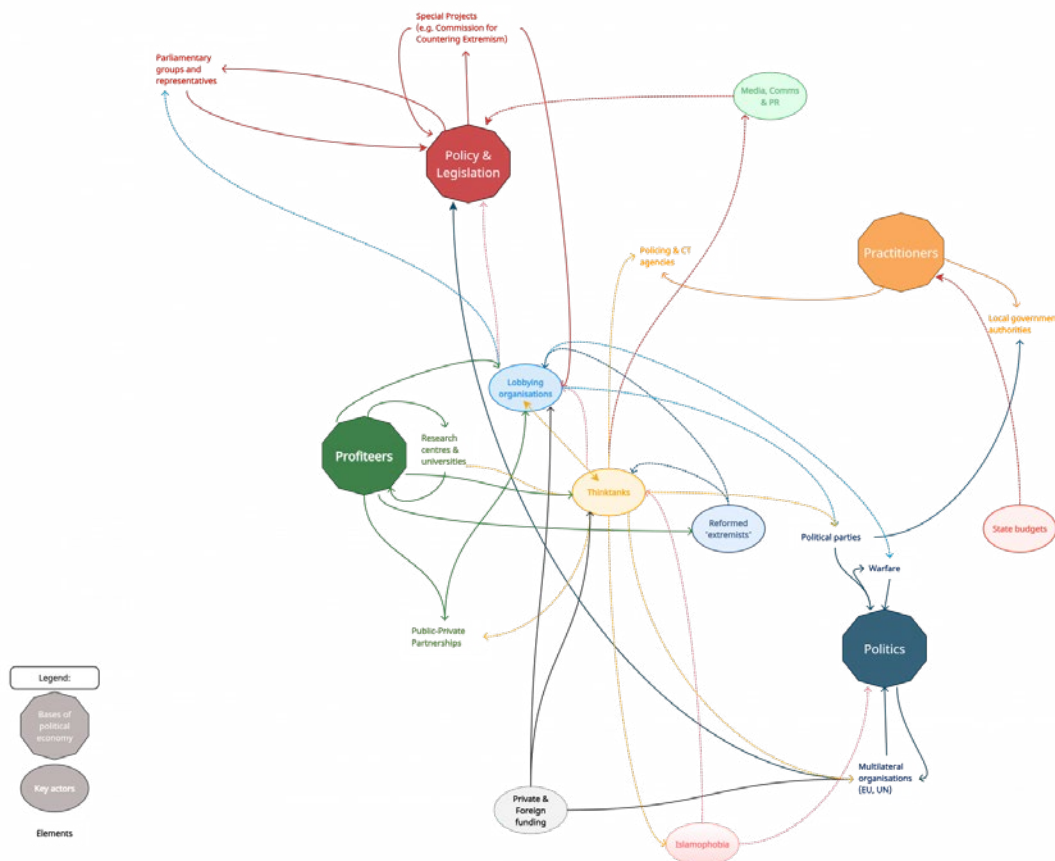 Special Projects
(e.g. Commission for
Countering Extremism)
Parliamentary
groups and
representatives
Media, Comms
& PR
Policy &
Legislation
Policing & CT
agencies
Practitioners
Local government
authorities
Lobbying
organisations
Profiteers
Research
centres &
universities
Thinktanks
Reformed
"extremists"
State budgets
Political parties
Warfare
Public-Private
Partnerships
Politics
Legend:
Bases of
political
economy
Key actors
Elements
Multilateral
organisations
(EU, UN)
Private &
Foreign
funding
Islamophobia